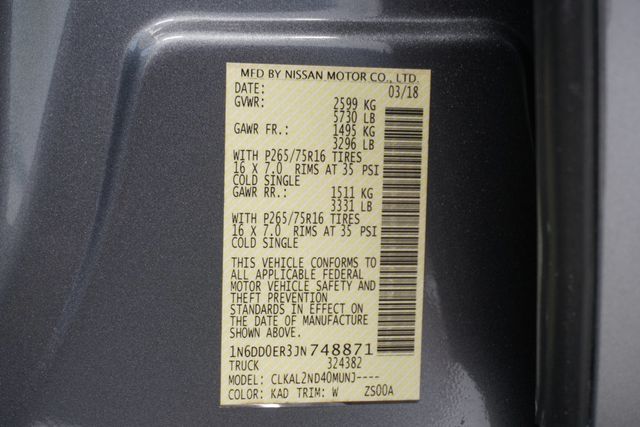 MFD BY NISSAN MOTOR CO., LTD.
DATE: 03/18
GVWR: 2599 KG
5730 LB
GAWR FR.: 1495 KG
3296 LB
WITH P265/75R16 TIRES
16 X 7.0 RIMS AT 35 PSI
COLD SINGLE
GAWR RR.: 1511 KG
3331 LB
WITH P265/75R16 TIRES
16 X 7.0 RIMS AT 35 PSI
COLD SINGLE
THIS VEHICLE CONFORMS TO
ALL APPLICABLE FEDERAL
MOTOR VEHICLE SAFETY AND
THEFT PREVENTION
STANDARDS IN EFFECT ON
THE DATE OF MANUFACTURE
SHOWN ABOVE.
1N6DD0ER3JN748871
TRUCK 324382
MODEL: CLKAL2ND40MUNJ----
COLOR: KAD TRIM: W ZS00A